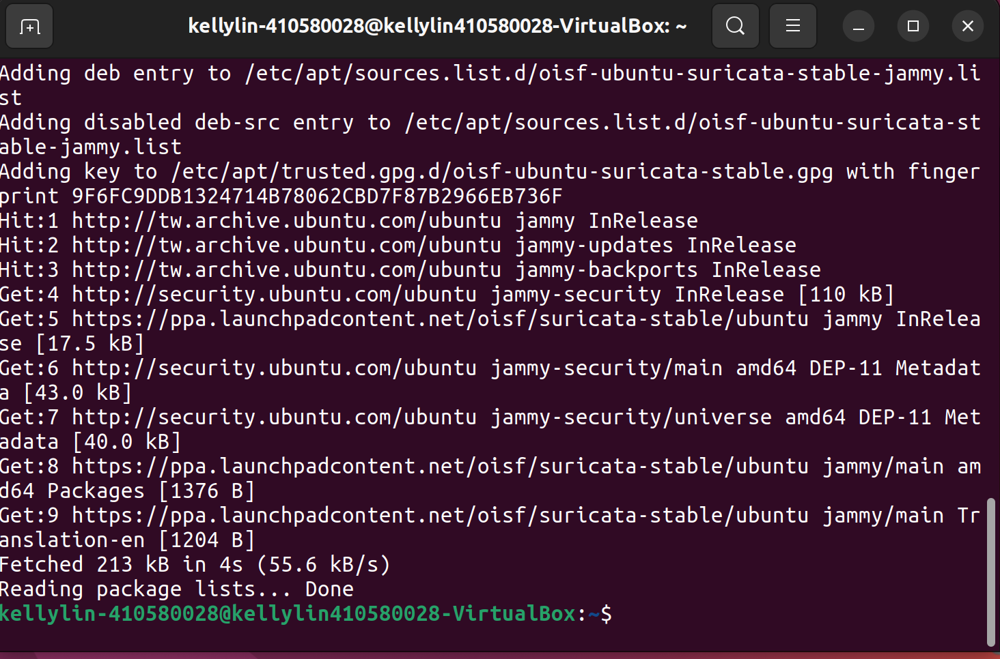 kellylin-410580028@kellylin410580028-VirtualBox: ~
Adding deb entry to /etc/apt/sources.list.d/oisf-ubuntu-suricata-stable-jammy.li
st
Adding disabled deb-src entry to /etc/apt/sources.list.d/oisf-ubuntu-suricata-st
able-jammy.list
Adding key to /etc/apt/trusted.gpg.d/oisf-ubuntu-suricata-stable.gpg with finger
print 9F6FC9DDB1324714B78062CBD7F87B2966EB736F
Hit:1 http://tw.archive.ubuntu.com/ubuntu jammy InRelease
Hit:2 http://tw.archive.ubuntu.com/ubuntu jammy-updates InRelease
Hit:3 http://tw.archive.ubuntu.com/ubuntu jammy-backports InRelease
Get:4 http://security.ubuntu.com/ubuntu jammy-security InRelease [110 kB]
Get:5 https://ppa.launchpadcontent.net/oisf/suricata-stable/ubuntu jammy InRelea
se [17.5 kB]
Get:6 http://security.ubuntu.com/ubuntu jammy-security/main amd64 DEP-11 Metadat
a [43.0 kB]
Get:7 http://security.ubuntu.com/ubuntu jammy-security/universe amd64 DEP-11 Met
adata [40.0 kB]
Get:8 https://ppa.launchpadcontent.net/oisf/suricata-stable/ubuntu jammy/main am
d64 Packages [1376 B]
Get:9 https://ppa.launchpadcontent.net/oisf/suricata-stable/ubuntu jammy/main Tr
anslation-en [1204 B]
Fetched 213 kB in 4s (55.6 kB/s)
Reading package lists... Done
kellylin-410580028@kellylin410580028-VirtualBox:~$